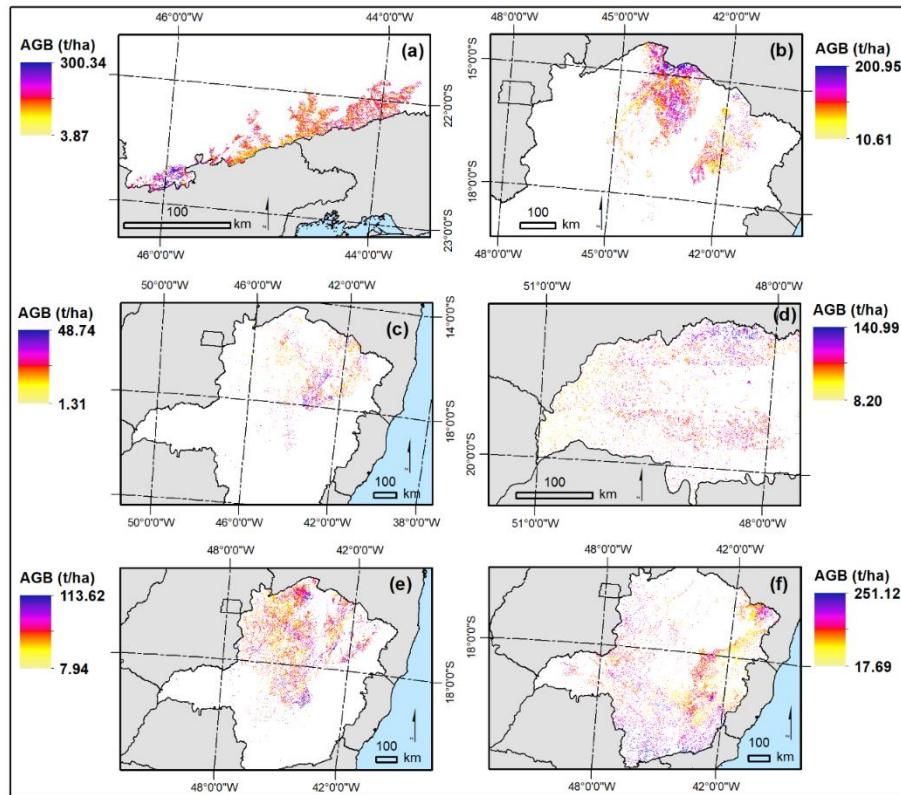 46°0'0"W
44°0'0"W
AGB (t/ha)
300.34
3.87
(a)
22°0'0"S
23°0'0"S
100
km
46°0'0"W
44°0'0"W
48°0'0"W
45°0'0"W
42°0'0"W
15°0'0"S
18°0'0"S
(b)
AGB (t/ha)
200.95
10.61
100
km
48°0'0"W
45°0'0"W
42°0'0"W
50°0'0"W
46°0'0"W
42°0'0"W
AGB (t/ha)
48.74
1.31
(c)
14°0'0"S
18°0'0"S
100
km
50°0'0"W
46°0'0"W
42°0'0"W
38°0'0"W
51°0'0"W
48°0'0"W
(d)
AGB (t/ha)
140.99
8.20
20°0'0"S
100
km
51°0'0"W
48°0'0"W
48°0'0"W
42°0'0"W
AGB (t/ha)
113.62
7.94
(e)
18°0'0"S
100
km
48°0'0"W
42°0'0"W
48°0'0"W
42°0'0"W
18°0'0"S
(f)
AGB (t/ha)
251.12
17.69
100
km
48°0'0"W
42°0'0"W